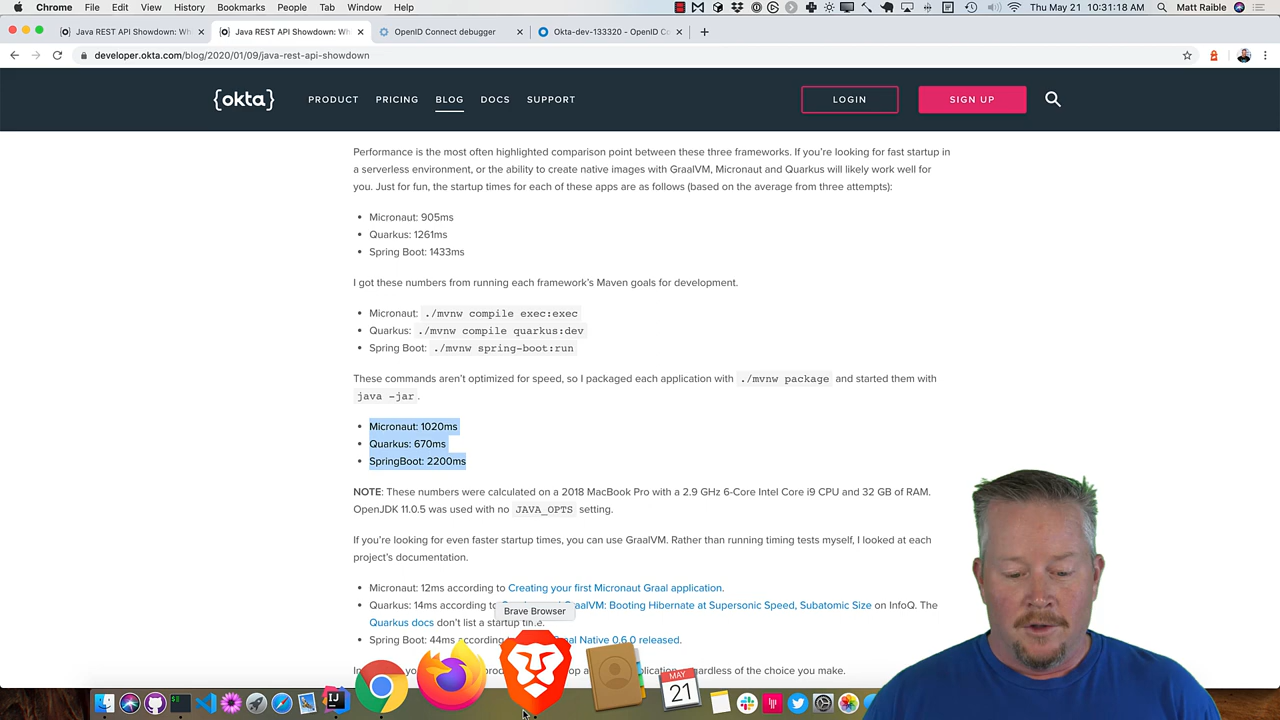 Chrome File Edit View History Bookmarks People Tab Window Help
Thu May 21 10:31:18 AM Matt Raible
Java REST API Showdown: Wh
Java REST API Showdown: Wh
OpenID Connect debugger
Okta-dev-133320 - OpenID Co
developer.okta.com/blog/2020/01/09/java-rest-api-showdown
{okta} PRODUCT PRICING BLOG DOCS SUPPORT LOGIN SIGN UP
Performance is the most often highlighted comparison point between these three frameworks. If you're looking for fast startup in
a serverless environment, or the ability to create native images with GraalVM, Micronaut and Quarkus will likely work well for
you. Just for fun, the startup times for each of these apps are as follows (based on the average from three attempts):
• Micronaut: 905ms
• Quarkus: 1261ms
• Spring Boot: 1433ms
I got these numbers from running each framework's Maven goals for development.
• Micronaut: ./mvnw compile exec:exec
• Quarkus: ./mvnw compile quarkus:dev
• Spring Boot: ./mvnw spring-boot:run
These commands aren't optimized for speed, so I packaged each application with ./mvnw package and started them with
java -jar.
• Micronaut: 1020ms
• Quarkus: 670ms
• SpringBoot: 2200ms
NOTE: These numbers were calculated on a 2018 MacBook Pro with a 2.9 GHz 6-Core Intel Core i9 CPU and 32 GB of RAM.
OpenJDK 11.0.5 was used with no JAVA_OPTS setting.
If you're looking for even faster startup times, you can use GraalVM. Rather than running timing tests myself, I looked at each
project's documentation.
• Micronaut: 12ms according to Creating your first Micronaut Graal application.
• Quarkus: 14ms according to GraalVM: Booting Hibernate at Supersonic Speed, Subatomic Size on InfoQ. The
Brave Browser
Quarkus docs don't list a startup time.
• Spring Boot: 44ms according Native 0.6.0 released.
MAY
21